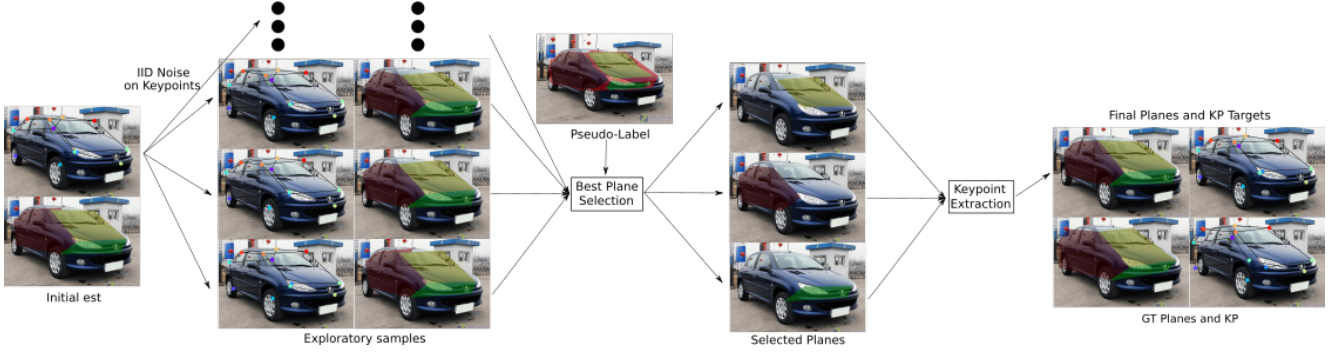 IID Noise
on Keypoints
Initial est
Exploratory samples
Pseudo-Label
Best Plane
Selection
Selected Planes
Keypoint
Extraction
Final Planes and KP Targets
GT Planes and KP